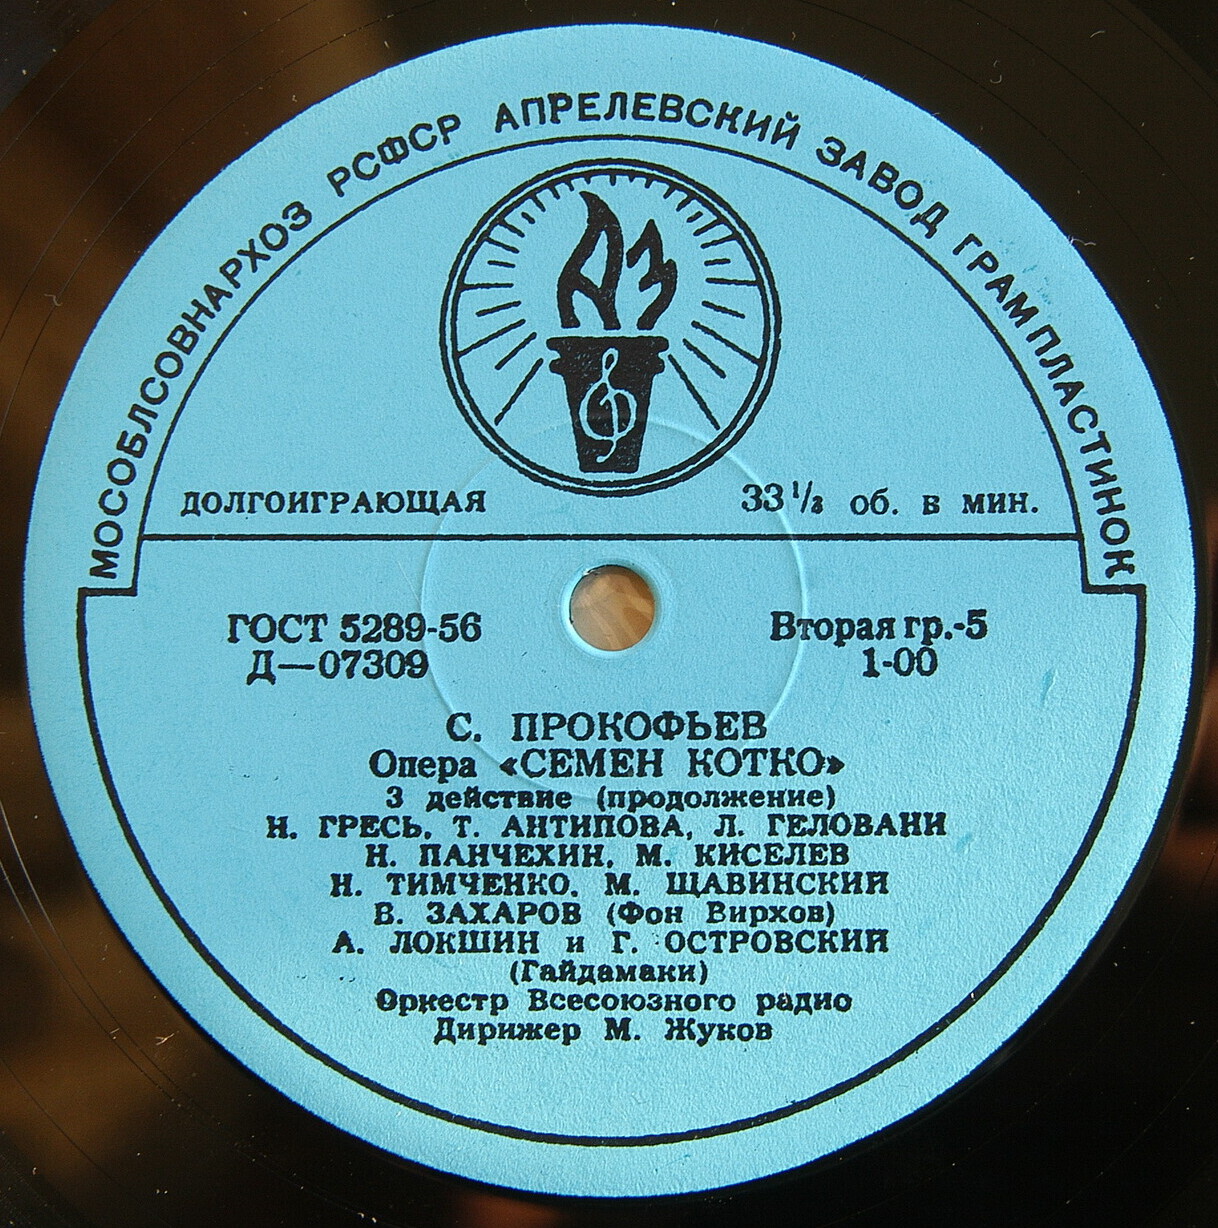 МОСОБЛСОВНАРХОЗ РСФСР АПРЕЛЕВСКИЙ ЗАВОД ГРАМПЛАСТИНОК
АЗ
ДОЛГОИГРАЮЩАЯ 33 1/3 об. в мин.
ГОСТ 5289-56 Вторая гр.-5
Д—07309 1-00
С. ПРОКОФЬЕВ
Опера «СЕМЕН КОТКО»
3 действие (продолжение)
Н. ГРЕСЬ. Т. АНТИПОВА, Л. ГЕЛОВАНИ
Н. ПАНЧЕХИН. М. КИСЕЛЕВ
Н. ТИМЧЕНКО. М. ЩАВИНСКИЙ
В. ЗАХАРОВ (Фон Вирхов)
А. ЛОКШИН и Г. ОСТРОВСКИЙ
(Гайдамаки)
Оркестр Всесоюзного радио
Дирижер М. Жуков